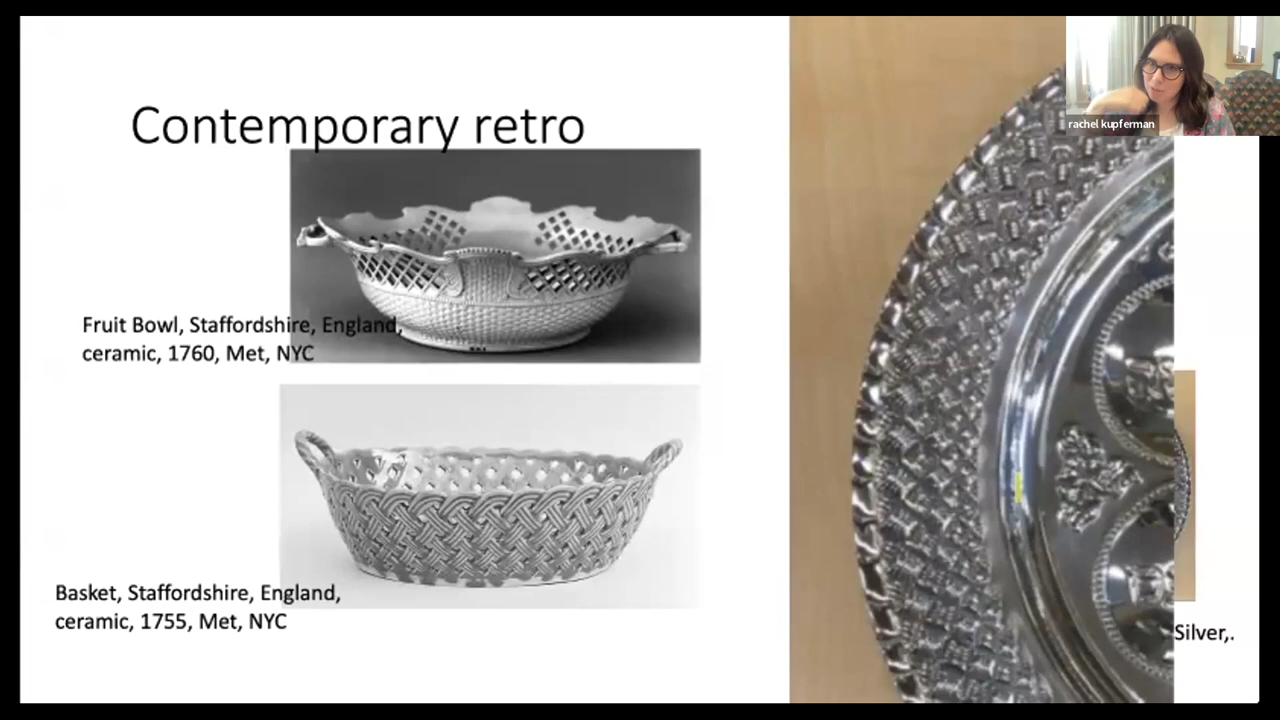 Contemporary retro
rachel kupferman
Fruit Bowl, Staffordshire, England,
ceramic, 1760, Met, NYC
Basket, Staffordshire, England,
ceramic, 1755, Met, NYC
Silver,.